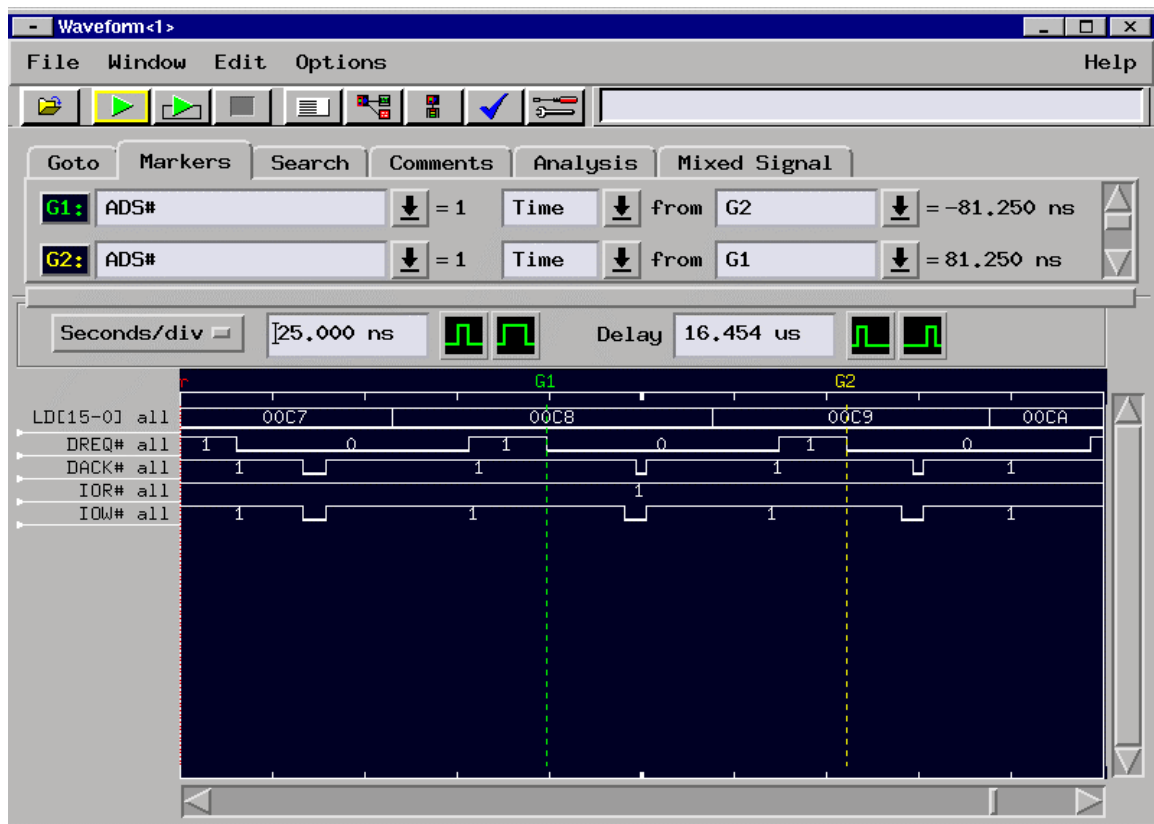 Waveform<1>
File Window Edit Options Help
Goto Markers Search Comments Analysis Mixed Signal
G1: ADS# = 1 Time from G2 = -81.250 ns
G2: ADS# = 1 Time from G1 = 81.250 ns
Seconds/div 25.000 ns Delay 16.454 us
r G1 G2
LD[15-0] all 00C7 00C8 00C9 00CA
DREQ# all 1 0 1 0 1 0
DACK# all 1 1 1 1
IOR# all 1
IOW# all 1 1 1 1